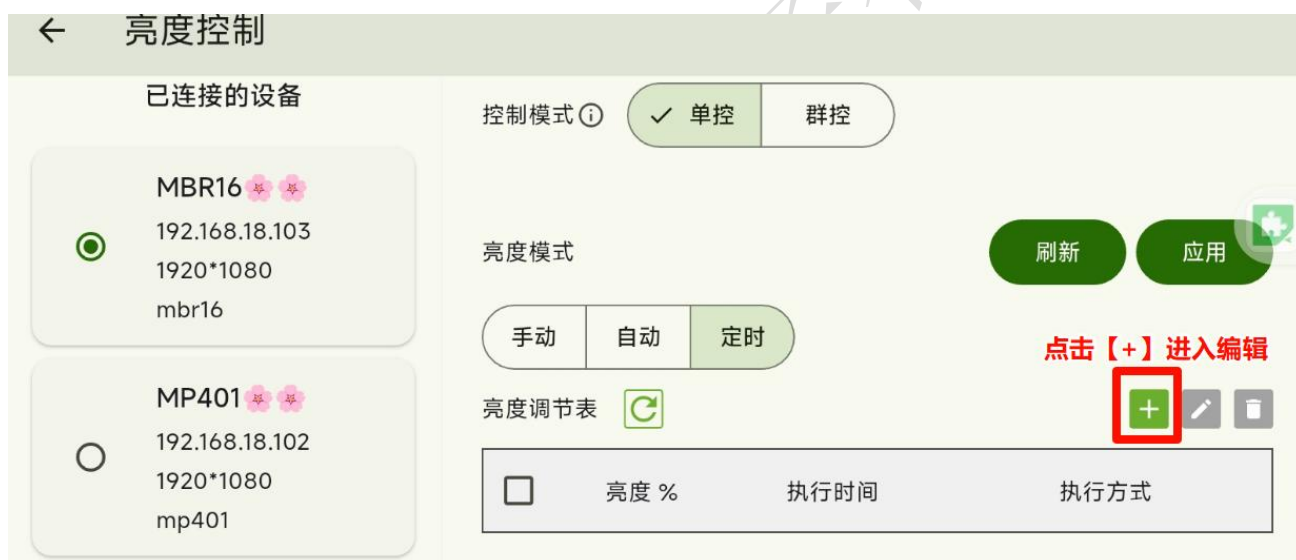 亮度控制
已连接的设备
MBR16🌸🌸
192.168.18.103
1920*1080
mbr16
MP401🌸🌸
192.168.18.102
1920*1080
mp401
控制模式
单控
群控
亮度模式
刷新
应用
手动
自动
定时
点击【+】进入编辑
亮度调节表
亮度 %
执行时间
执行方式